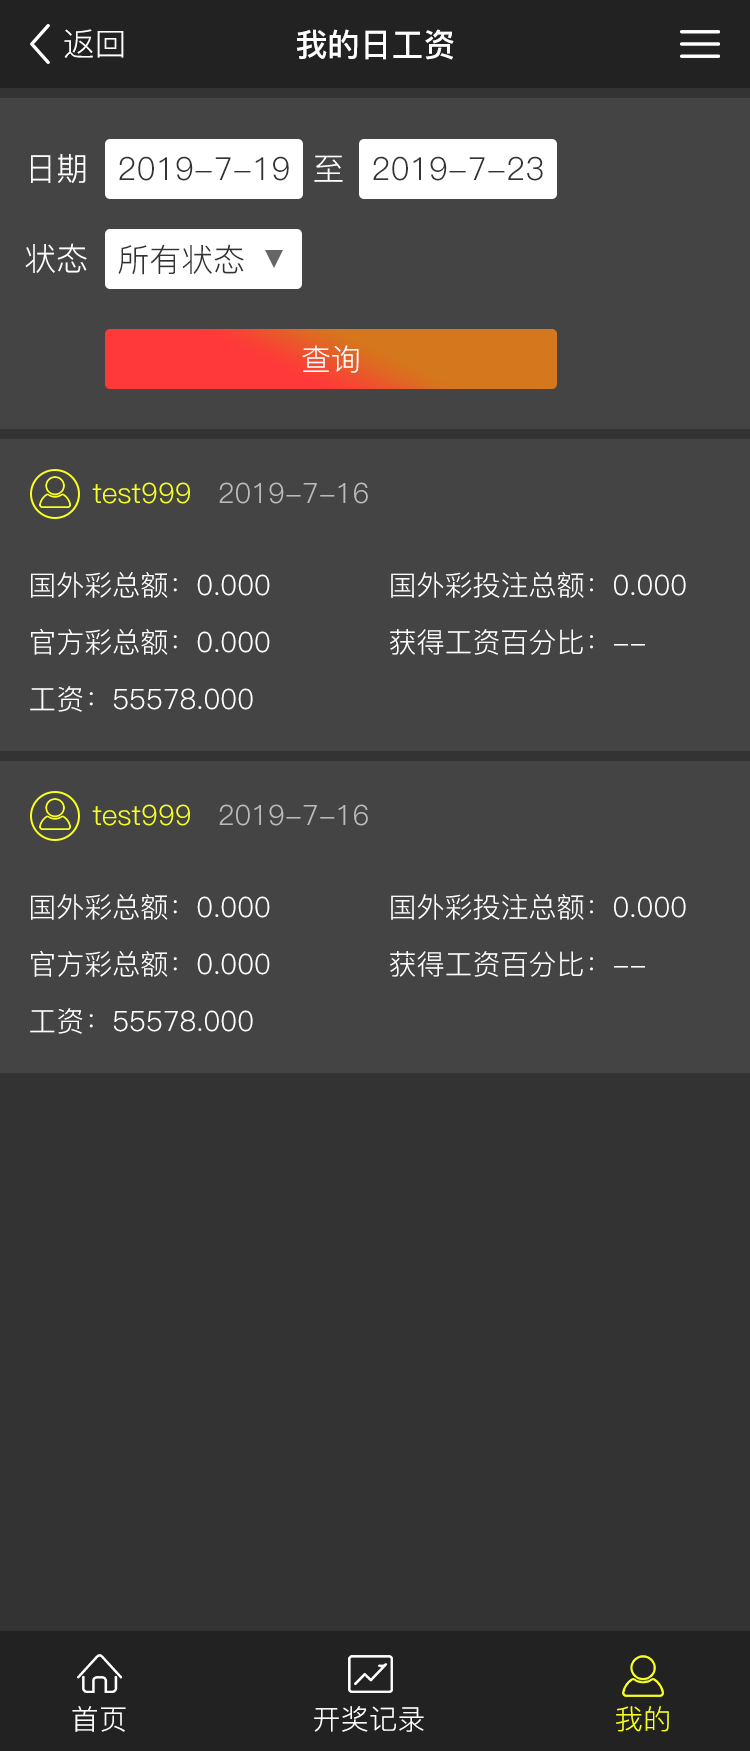 返回 我的日工资
日期 2019-7-19 至 2019-7-23
状态 所有状态 ▼
查询
test999 2019-7-16
国外彩总额：0.000 国外彩投注总额：0.000
官方彩总额：0.000 获得工资百分比：--
工资：55578.000
test999 2019-7-16
国外彩总额：0.000 国外彩投注总额：0.000
官方彩总额：0.000 获得工资百分比：--
工资：55578.000
首页 开奖记录 我的